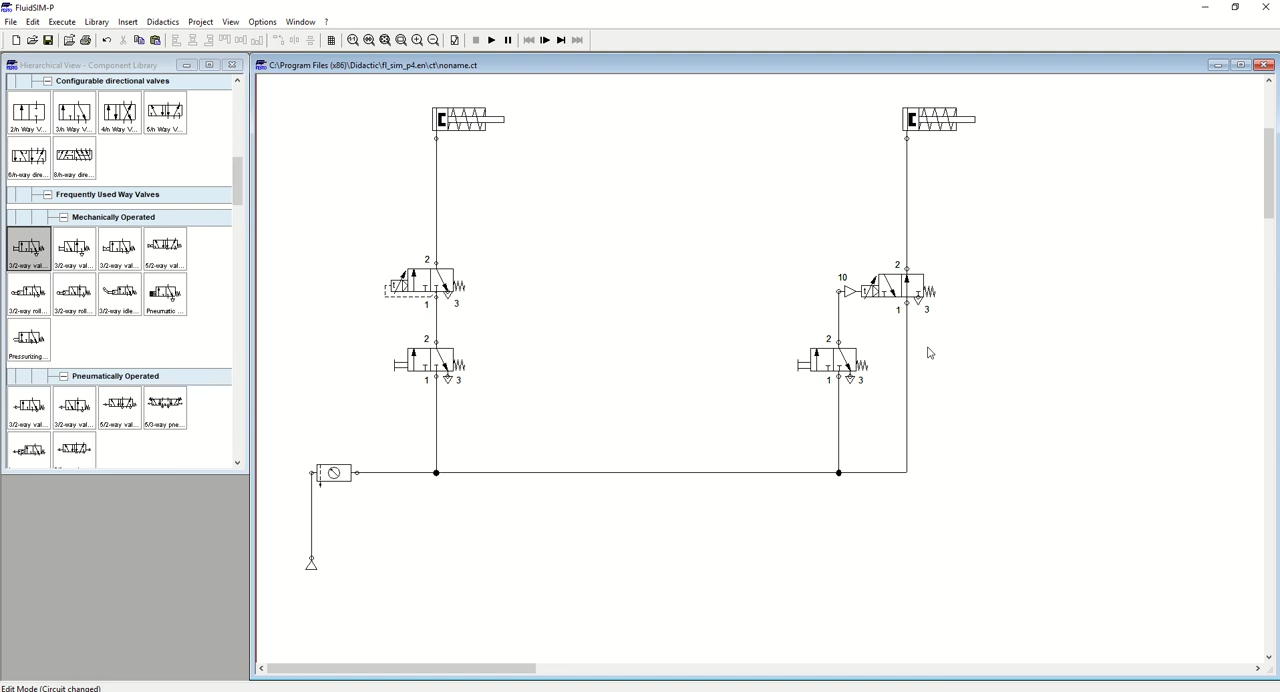 FluidSIM-P
File Edit Execute Library Insert Didactics Project View Options Window ?
Hierarchical View - Component Library
C:\Program Files (x86)\Didactic\fl_sim_p4.en\ct\noname.ct
Configurable directional valves
2/n Way V... 3/n Way V... 4/n Way V... 5/n Way V...
6/n-way dire... 8/n-way dire...
Frequently Used Way Valves
Mechanically Operated
3/2-way val... 3/2-way val... 3/2-way val... 5/2-way val...
3/2-way roll... 3/2-way roll... 3/2-way idle... Pneumatic ...
Pressurizing...
Pneumatically Operated
3/2-way val... 3/2-way val... 5/2-way val... 5/3-way pne...
2
1
3
2
1
3
10
2
1
3
2
1
3
Edit Mode (Circuit changed)